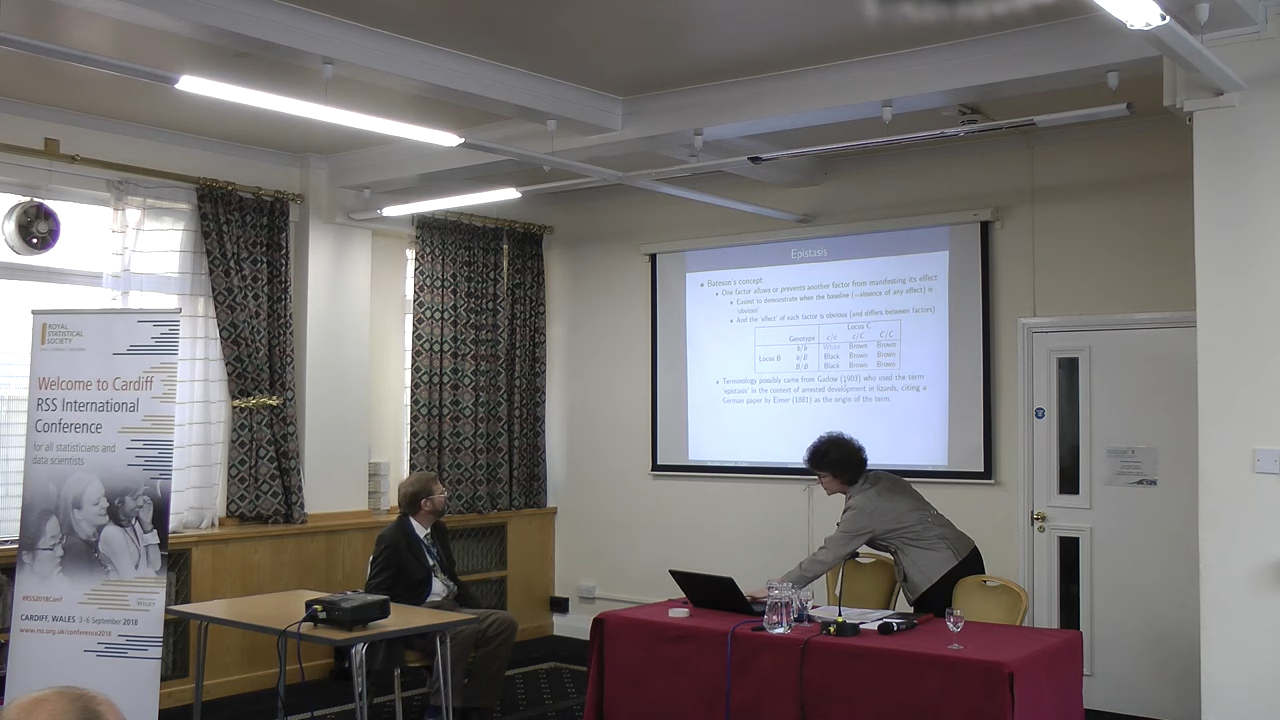 ROYAL
STATISTICAL
SOCIETY
Welcome to Cardiff
RSS International
Conference
for all statisticians and
data scientists
#RSS2018Conf
WILEY
CARDIFF, WALES 3-6 September 2018
www.rss.org.uk/conference2018
Epistasis
Bateson's concept:
One factor allows or prevents another factor from manifesting its effect
Easiest to demonstrate when the baseline (=absence of any effect) is
'obvious'
And the 'effect' of each factor is obvious (and differs between factors)
Locus C
Genotype c/c c/C C/C
b/b White Brown Brown
Locus B b/B Black Brown Brown
B/B Black Brown Brown
Terminology possibly came from Gadow (1903) who used the term
'epistasis' in the context of arrested development in lizards, citing a
German paper by Eimer (1881) as the origin of the term.